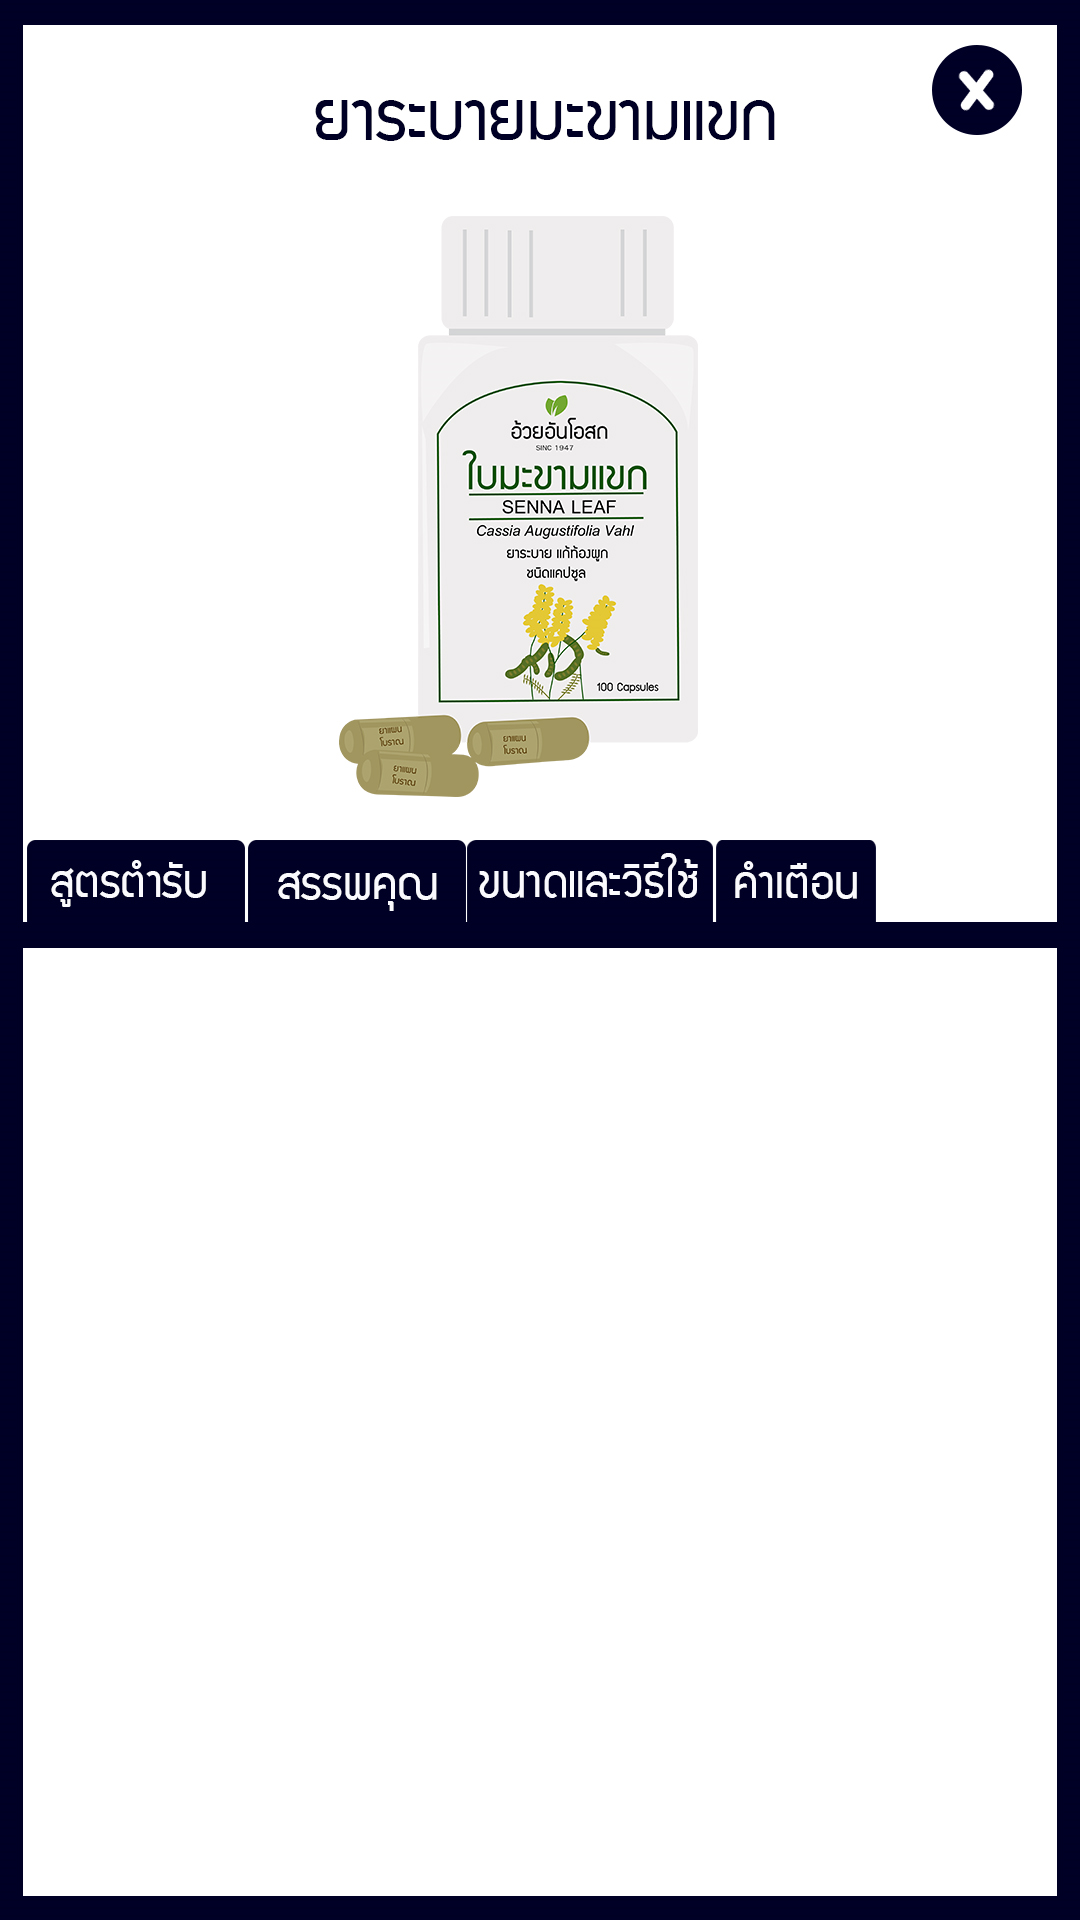 ยาระบายมะขามแขก
X
อ้วยอันโอสถ
SINC 1947
ใบมะขามแขก
SENNA LEAF
Cassia Augustifolia Vahl
ยาระบาย แก้ท้องผูก
ชนิดแคปซูล
100 Capsules
ยาแผน
โบราณ
ยาแผน
โบราณ
ยาแผน
โบราณ
สูตรตำรับ
สรรพคุณ
ขนาดและวิธีใช้
คำเตือน